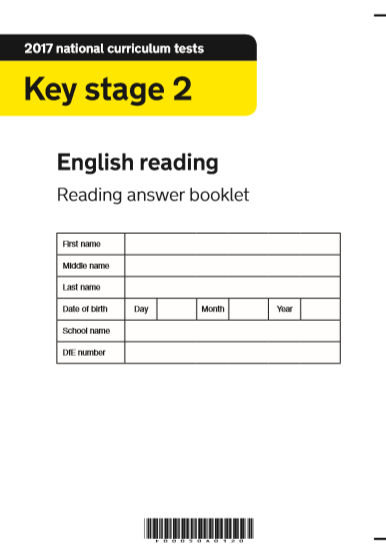 2017 national curriculum tests
Key stage 2
English reading
Reading answer booklet
First name
Middle name
Last name
Date of birth Day Month Year
School name
DfE number